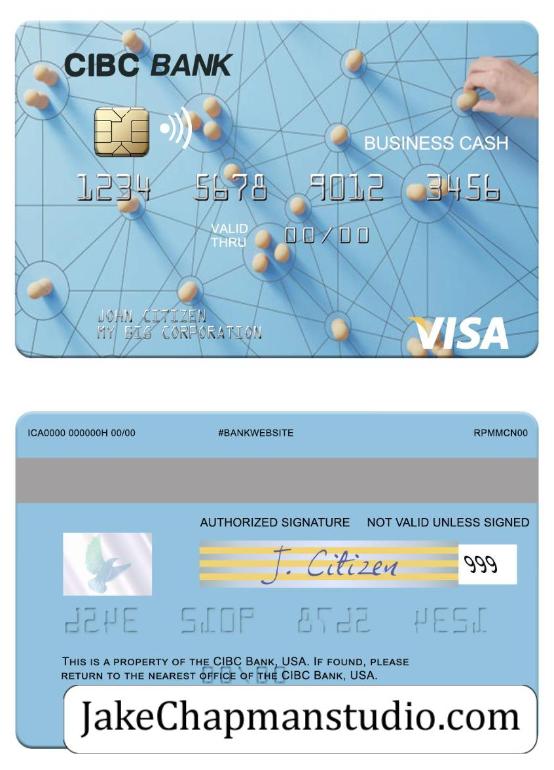 CIBC BANK
BUSINESS CASH
1234 5678 9012 3456
VALID
THRU 00/00
JOHN CITIZEN
MY BIG CORPORATION
VISA
ICA0000 000000H 00/00 #BANKWEBSITE RPMMCN00
AUTHORIZED SIGNATURE NOT VALID UNLESS SIGNED
J. Citizen 999
3456 9012 5678 1234
THIS IS A PROPERTY OF THE CIBC BANK, USA. IF FOUND, PLEASE
RETURN TO THE NEAREST OFFICE OF THE CIBC BANK, USA.
00/00
JakeChapmanstudio.com